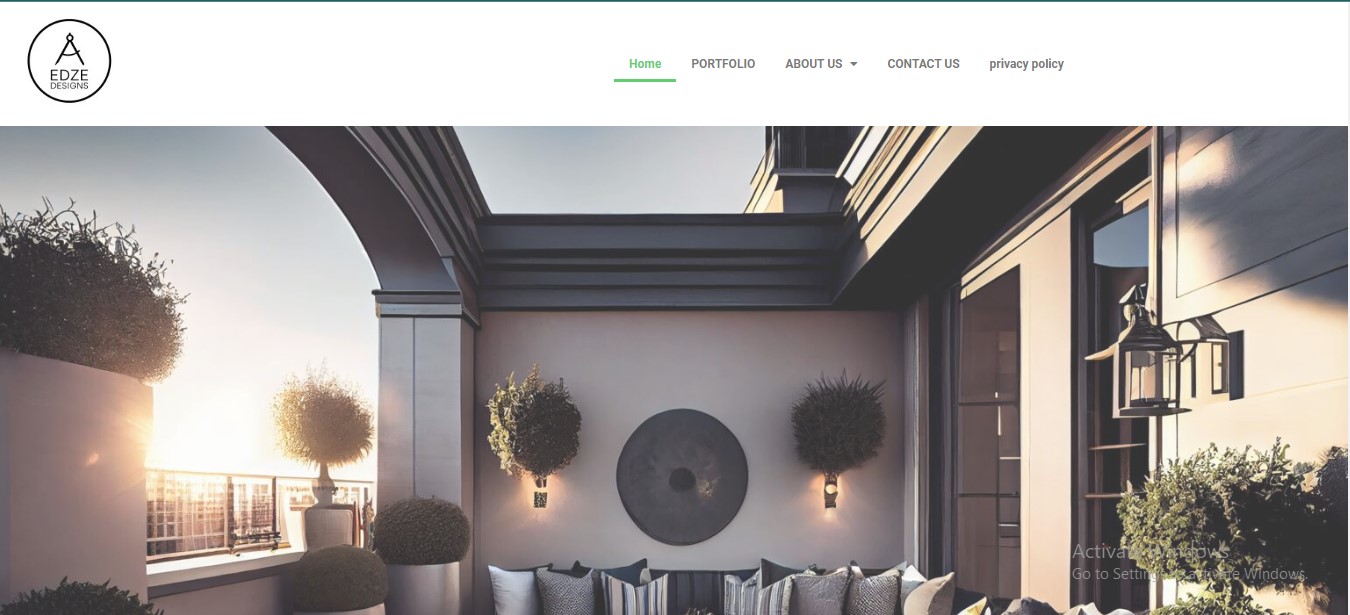 EDZE
DESIGNS
Home PORTFOLIO ABOUT US CONTACT US privacy policy
Activate Windows
Go to Settings to activate Windows.